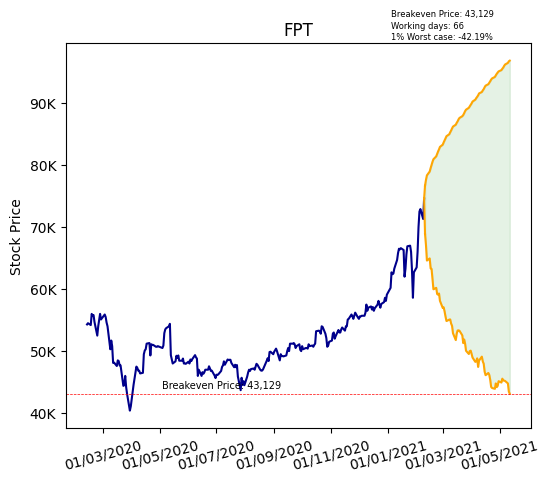 Breakeven Price: 43,129
Working days: 66
1% Worst case: -42.19%
FPT
Stock Price
90K
80K
70K
60K
50K
40K
Breakeven Price: 43,129
01/03/2020
01/05/2020
01/07/2020
01/09/2020
01/11/2020
01/01/2021
01/03/2021
01/05/2021